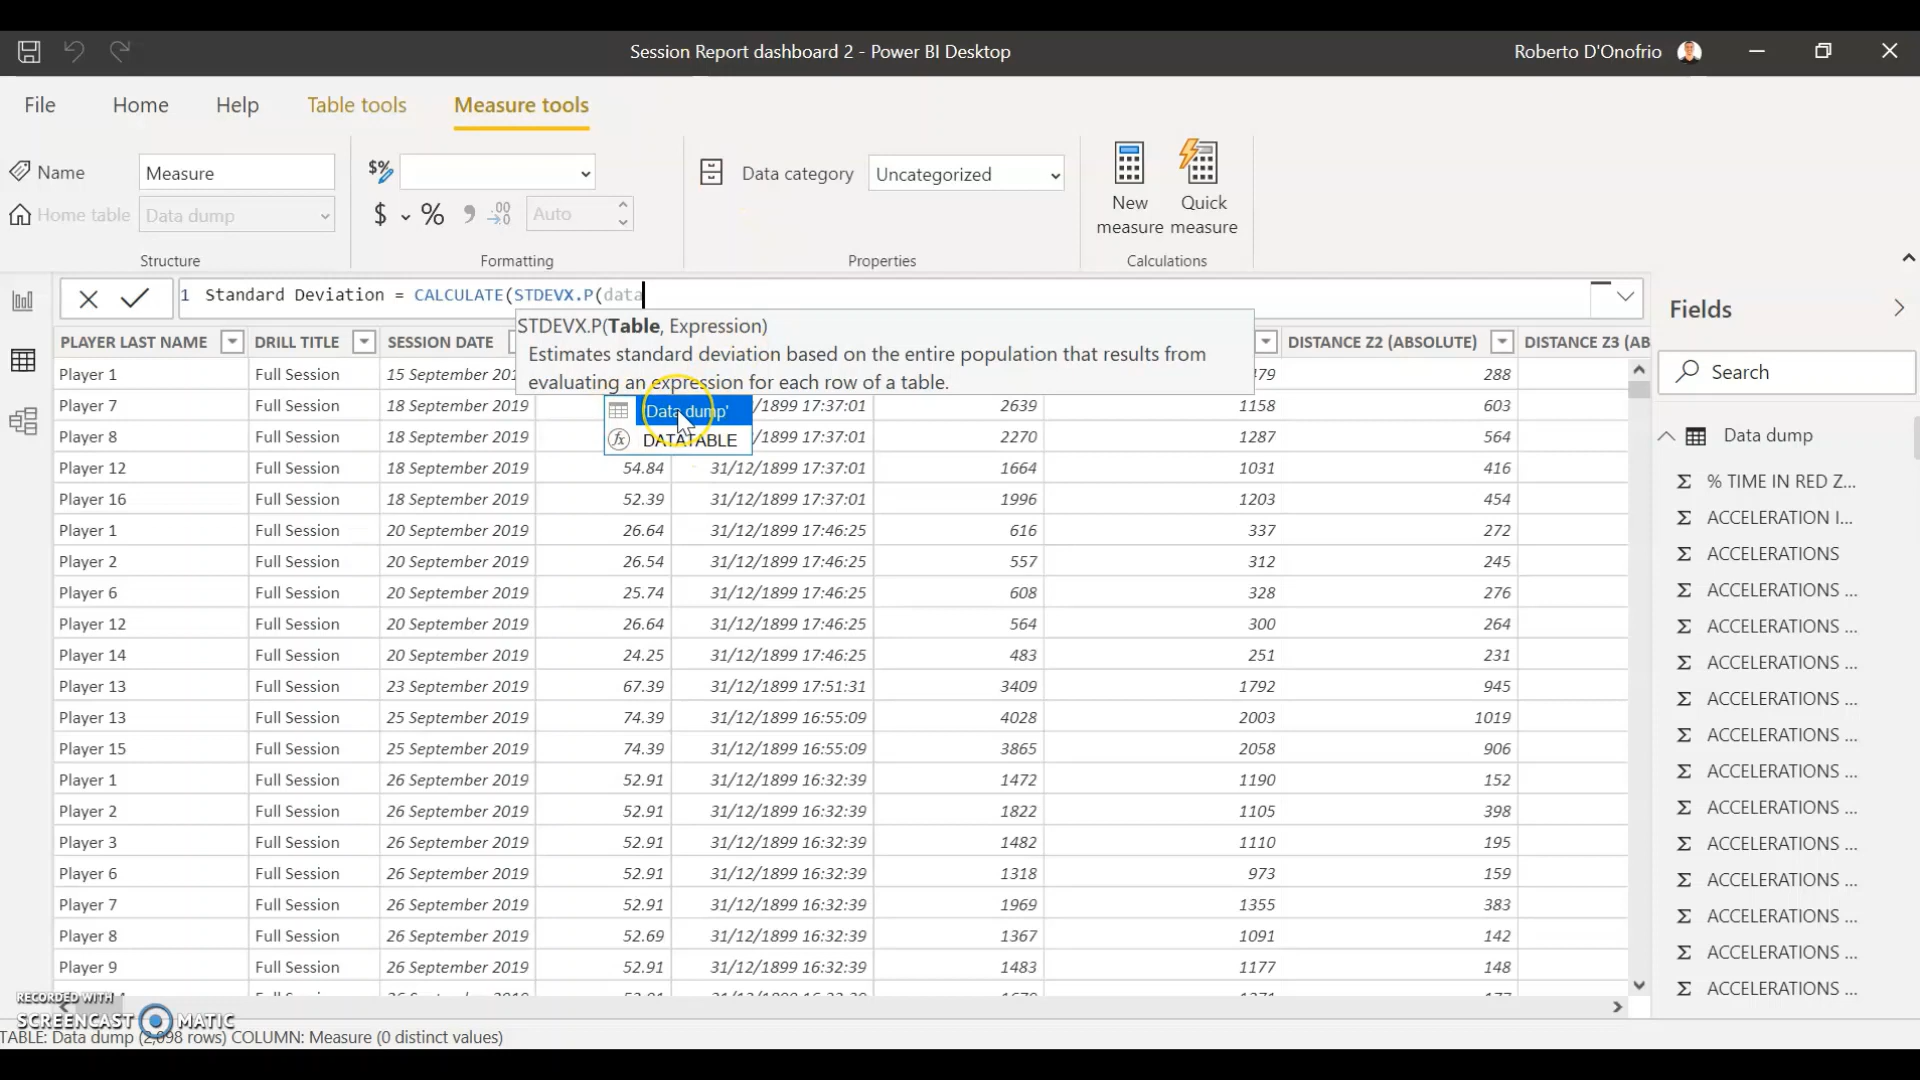 Session Report dashboard 2 - Power BI Desktop
Roberto D'Onofrio
File Home Help Table tools Measure tools
Name Measure
Home table Data dump
Structure
$%
$ % .00 Auto
Formatting
Data category Uncategorized
Properties
New measure
Quick measure
Calculations
1 Standard Deviation = CALCULATE(STDEVX.P(data
STDEVX.P(Table, Expression)
Estimates standard deviation based on the entire population that results from
evaluating an expression for each row of a table.
'Data dump'
DATATABLE
PLAYER LAST NAME DRILL TITLE SESSION DATE DISTANCE Z2 (ABSOLUTE) DISTANCE Z3 (AB
Player 1 Full Session 15 September 201 479 288
Player 7 Full Session 18 September 2019 /12/1899 17:37:01 2639 1158 603
Player 8 Full Session 18 September 2019 /12/1899 17:37:01 2270 1287 564
Player 12 Full Session 18 September 2019 54.84 31/12/1899 17:37:01 1664 1031 416
Player 16 Full Session 18 September 2019 52.39 31/12/1899 17:37:01 1996 1203 454
Player 1 Full Session 20 September 2019 26.64 31/12/1899 17:46:25 616 337 272
Player 2 Full Session 20 September 2019 26.54 31/12/1899 17:46:25 557 312 245
Player 6 Full Session 20 September 2019 25.74 31/12/1899 17:46:25 608 328 276
Player 12 Full Session 20 September 2019 26.64 31/12/1899 17:46:25 564 300 264
Player 14 Full Session 20 September 2019 24.25 31/12/1899 17:46:25 483 251 231
Player 13 Full Session 23 September 2019 67.39 31/12/1899 17:51:31 3409 1792 945
Player 13 Full Session 25 September 2019 74.39 31/12/1899 16:55:09 4028 2003 1019
Player 15 Full Session 25 September 2019 74.39 31/12/1899 16:55:09 3865 2058 906
Player 1 Full Session 26 September 2019 52.91 31/12/1899 16:32:39 1472 1190 152
Player 2 Full Session 26 September 2019 52.91 31/12/1899 16:32:39 1822 1105 398
Player 3 Full Session 26 September 2019 52.91 31/12/1899 16:32:39 1482 1110 195
Player 6 Full Session 26 September 2019 52.91 31/12/1899 16:32:39 1318 973 159
Player 7 Full Session 26 September 2019 52.91 31/12/1899 16:32:39 1969 1355 383
Player 8 Full Session 26 September 2019 52.69 31/12/1899 16:32:39 1367 1091 142
Player 9 Full Session 26 September 2019 52.91 31/12/1899 16:32:39 1483 1177 148
Fields
Search
Data dump
% TIME IN RED Z...
ACCELERATION I...
ACCELERATIONS
ACCELERATIONS ...
ACCELERATIONS ...
ACCELERATIONS ...
ACCELERATIONS ...
ACCELERATIONS ...
ACCELERATIONS ...
ACCELERATIONS ...
ACCELERATIONS ...
ACCELERATIONS ...
ACCELERATIONS ...
ACCELERATIONS ...
ACCELERATIONS ...
RECORDED WITH
SCREENCAST MATIC
TABLE: Data dump (2,098 rows) COLUMN: Measure (0 distinct values)